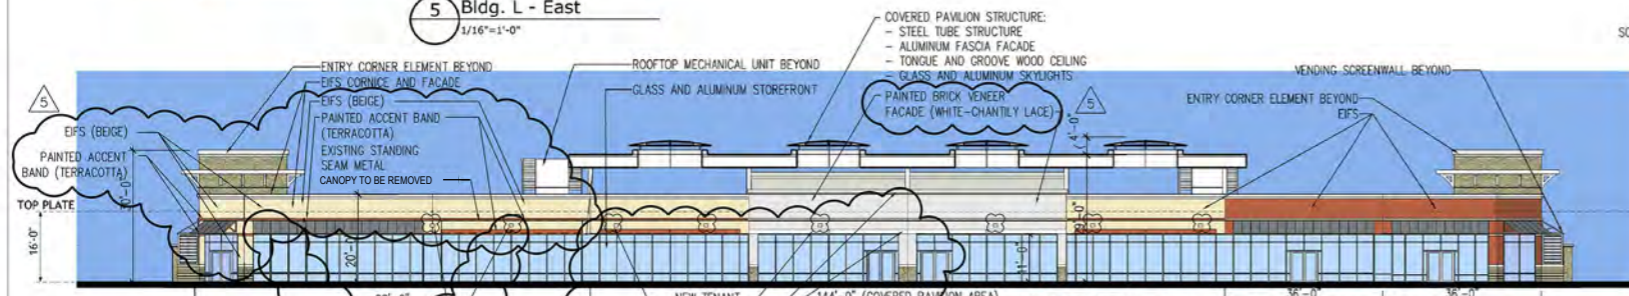 5
Bldg. L - East
1/16"=1'-0"
COVERED PAVILION STRUCTURE:
- STEEL TUBE STRUCTURE
- ALUMINUM FASCIA FACADE
- TONGUE AND GROOVE WOOD CEILING
- GLASS AND ALUMINUM SKYLIGHTS
ENTRY CORNER ELEMENT BEYOND
EIFS CORNICE AND FACADE
EIFS (BEIGE)
PAINTED ACCENT BAND
(TERRACOTTA)
EXISTING STANDING
SEAM METAL
CANOPY TO BE REMOVED
ROOFTOP MECHANICAL UNIT BEYOND
GLASS AND ALUMINUM STOREFRONT
PAINTED BRICK VENEER
FACADE (WHITE-CHANTILY LACE)
5
VENDING SCREENWALL BEYOND
ENTRY CORNER ELEMENT BEYOND
EIFS
5
EIFS (BEIGE)
PAINTED ACCENT
BAND (TERRACOTTA)
TOP PLATE
16'-0"
20'-0"
11'-0"
NEW TENANT
144'-0" (COVERED PAVILION AREA)
36'-0"
36'-0"